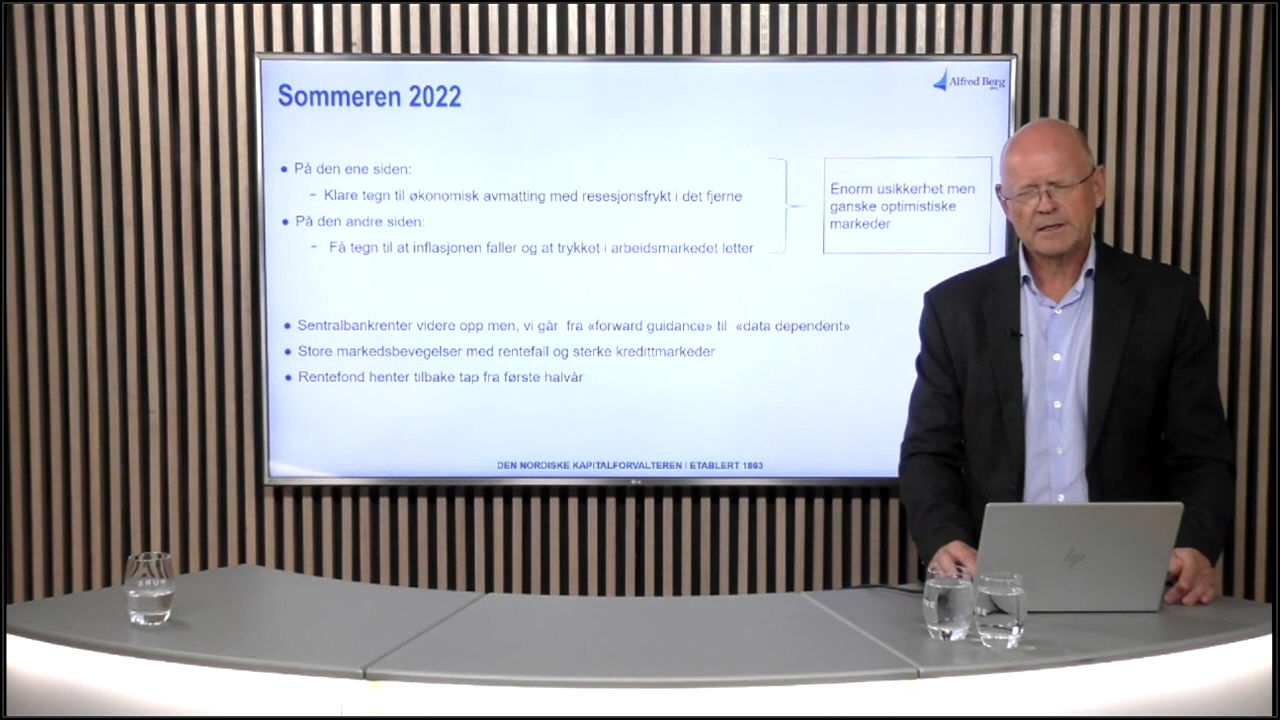 Sommeren 2022
Alfred Berg
● På den ene siden:
– Klare tegn til økonomisk avmatting med resesjonsfrykt i det fjerne
● På den andre siden:
– Få tegn til at inflasjonen faller og at trykket i arbeidsmarkedet letter
Enorm usikkerhet men
ganske optimistiske
markeder
● Sentralbankrenter videre opp men, vi går fra «forward guidance» til «data dependent»
● Store markedsbevegelser med rentefall og sterke kredittmarkeder
● Rentefond henter tilbake tap fra første halvår
DEN NORDISKE KAPITALFORVALTEREN I ETABLERT 1863
LG
hp